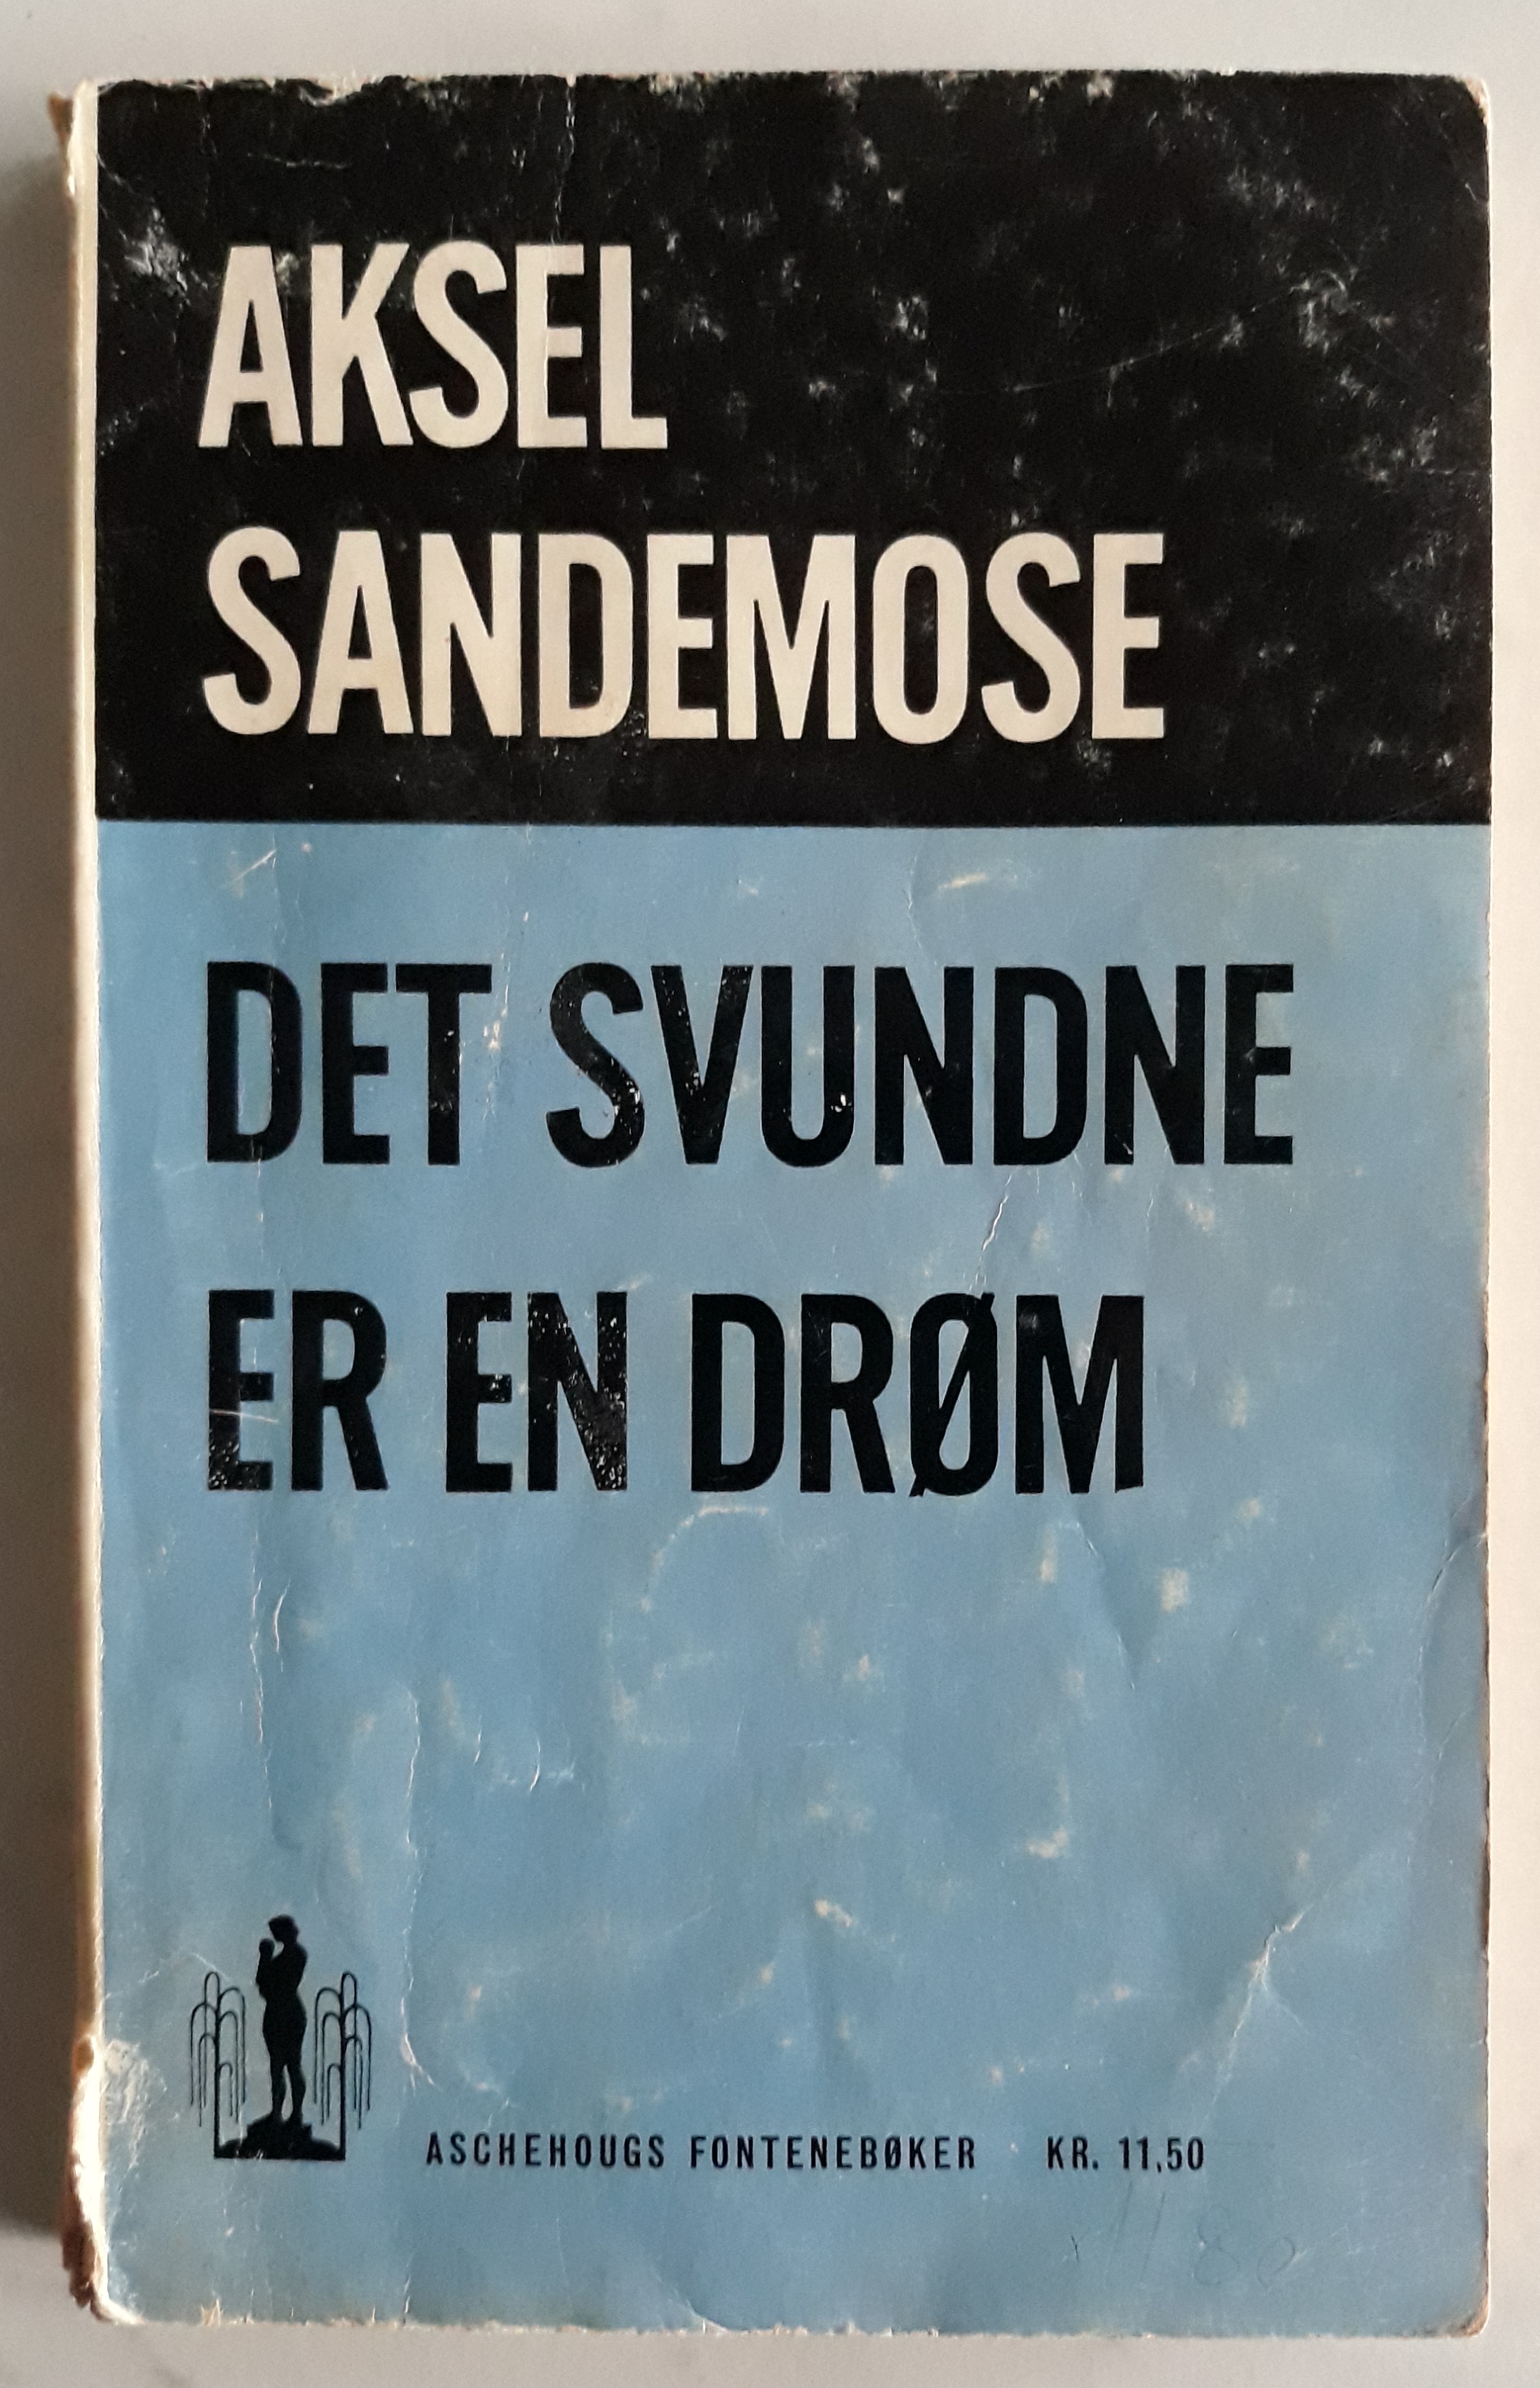 AKSEL
SANDEMOSE
DET SVUNDNE
ER EN DRØM
ASCHEHOUGS FONTENEBØKER KR. 11,50